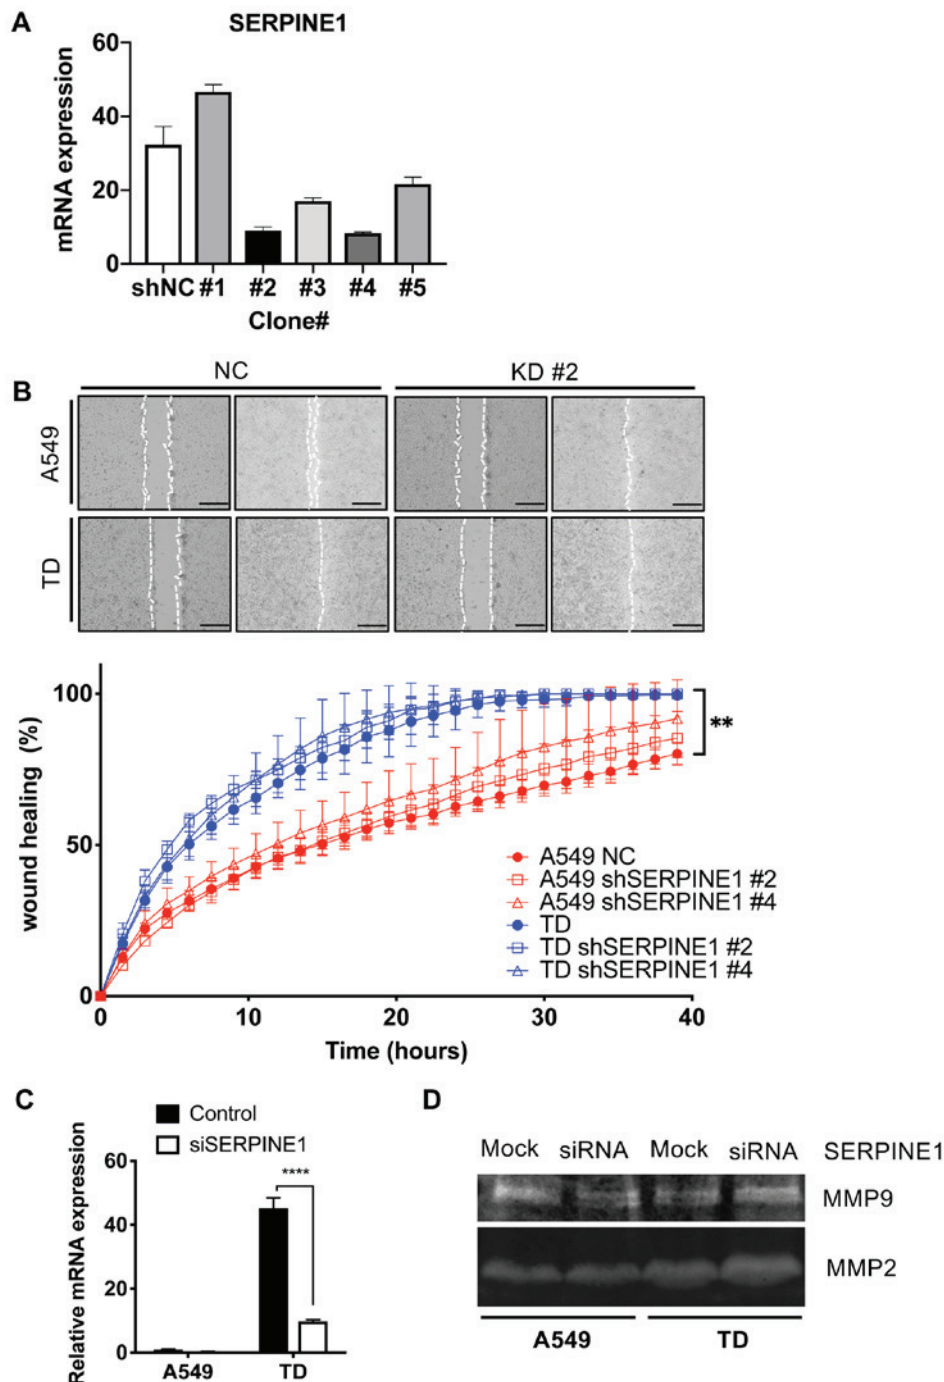 A
SERPINE1
mRNA expression
60
40
20
0
shNC #1 #2 #3 #4 #5
Clone#
B
NC KD #2
A549
TD
wound healing (%)
100
50
0
0 10 20 30 40
Time (hours)
**
A549 NC
A549 shSERPINE1 #2
A549 shSERPINE1 #4
TD
TD shSERPINE1 #2
TD shSERPINE1 #4
C
Control
siSERPINE1
Relative mRNA expression
60
40
20
0
****
A549 TD
D
Mock siRNA Mock siRNA SERPINE1
MMP9
MMP2
A549 TD